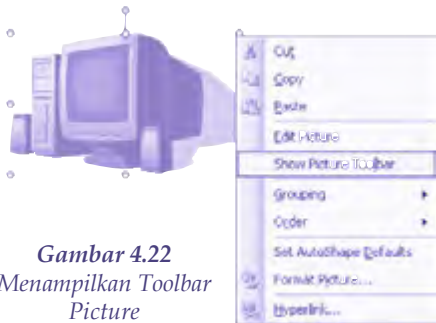 Cut
Copy
Paste
Edit Picture
Show Picture Toolbar
Grouping
Order
Set AutoShape Defaults
Format Picture...
Hyperlink...
Gambar 4.22
Menampilkan Toolbar
Picture